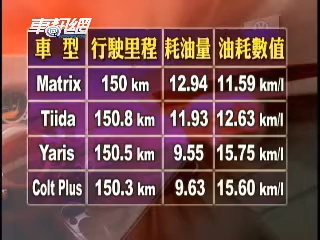 車訊網
車型 行駛里程 耗油量 油耗數值
Matrix 150 km 12.94 11.59 km/l
Tiida 150.8 km 11.93 12.63 km/l
Yaris 150.5 km 9.55 15.75 km/l
Colt Plus 150.3 km 9.63 15.60 km/l